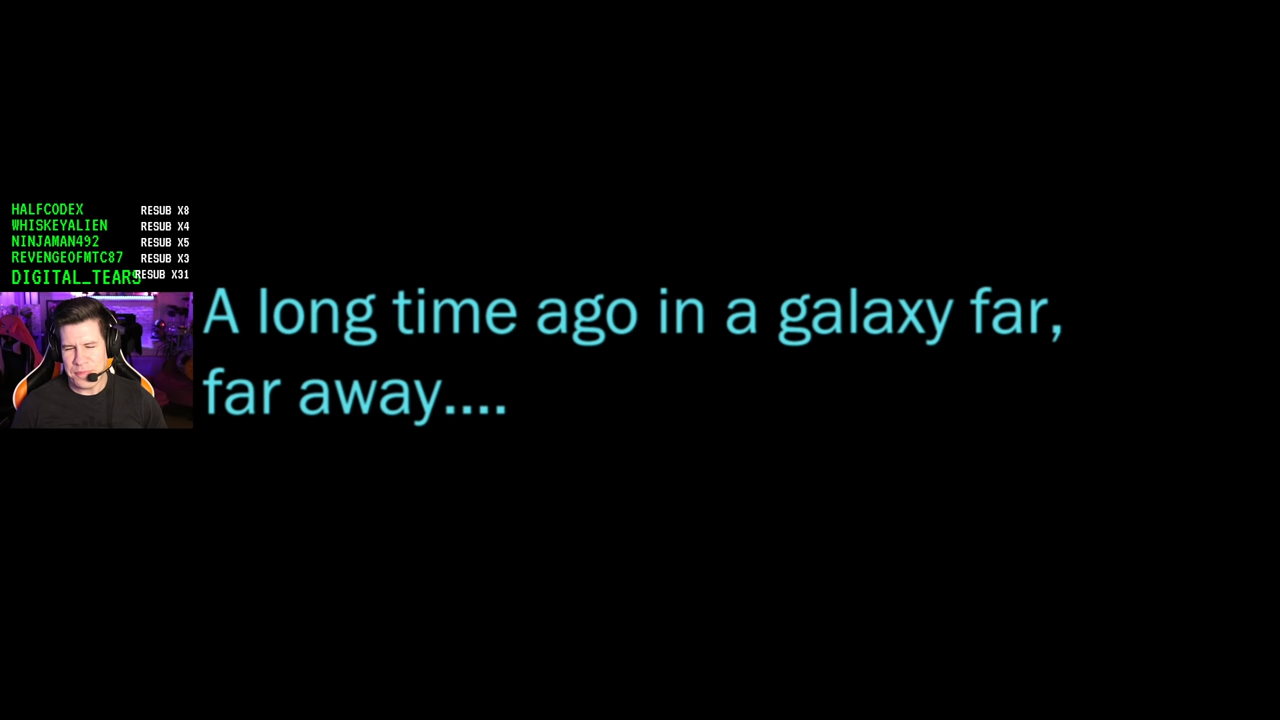 HALFCODEX RESUB X8
WHISKEYALIEN RESUB X4
NINJAMAN492 RESUB X5
REVENGEOFMTC87 RESUB X3
DIGITAL_TEARS RESUB X31
A long time ago in a galaxy far,
far away....